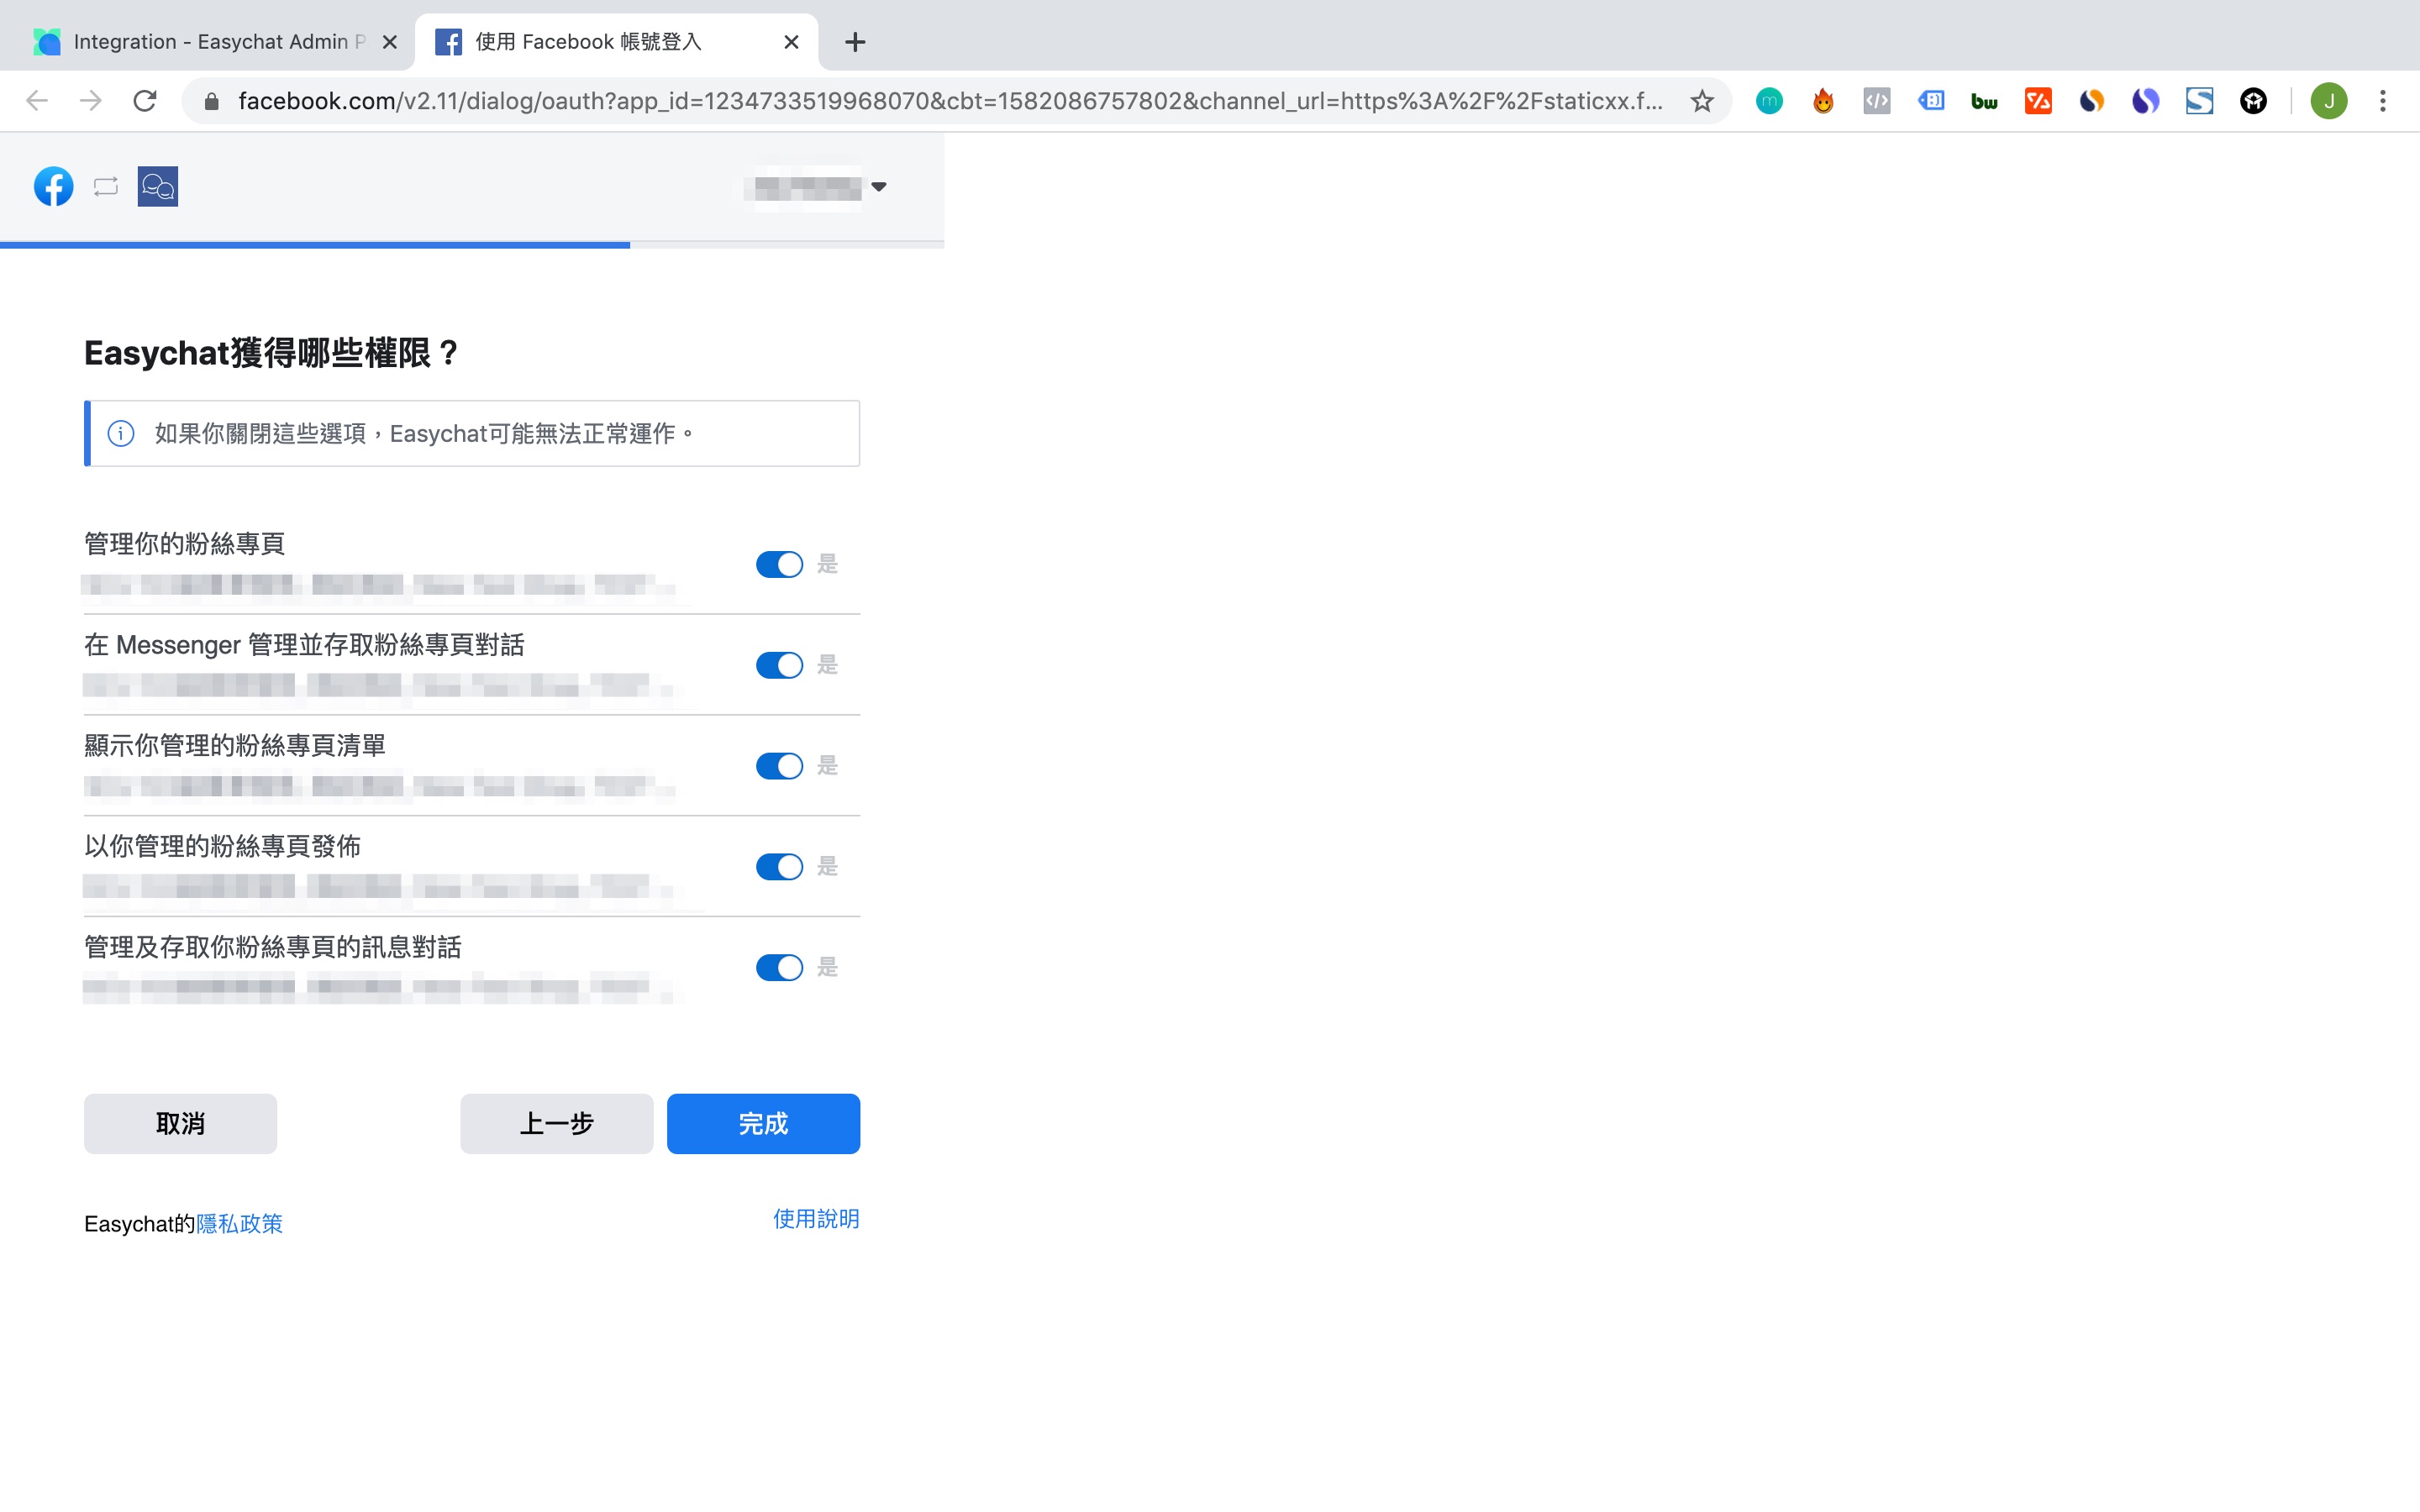 Integration - Easychat Admin P
使用 Facebook 帳號登入
facebook.com/v2.11/dialog/oauth?app_id=1234733519968070&cbt=1582086757802&channel_url=https%3A%2F%2Fstaticxx.f...
m
bw
J
Easychat獲得哪些權限？
如果你關閉這些選項，Easychat可能無法正常運作。
管理你的粉絲專頁
是
在 Messenger 管理並存取粉絲專頁對話
是
顯示你管理的粉絲專頁清單
是
以你管理的粉絲專頁發佈
是
管理及存取你粉絲專頁的訊息對話
是
取消
上一步
完成
Easychat的隱私政策
使用說明